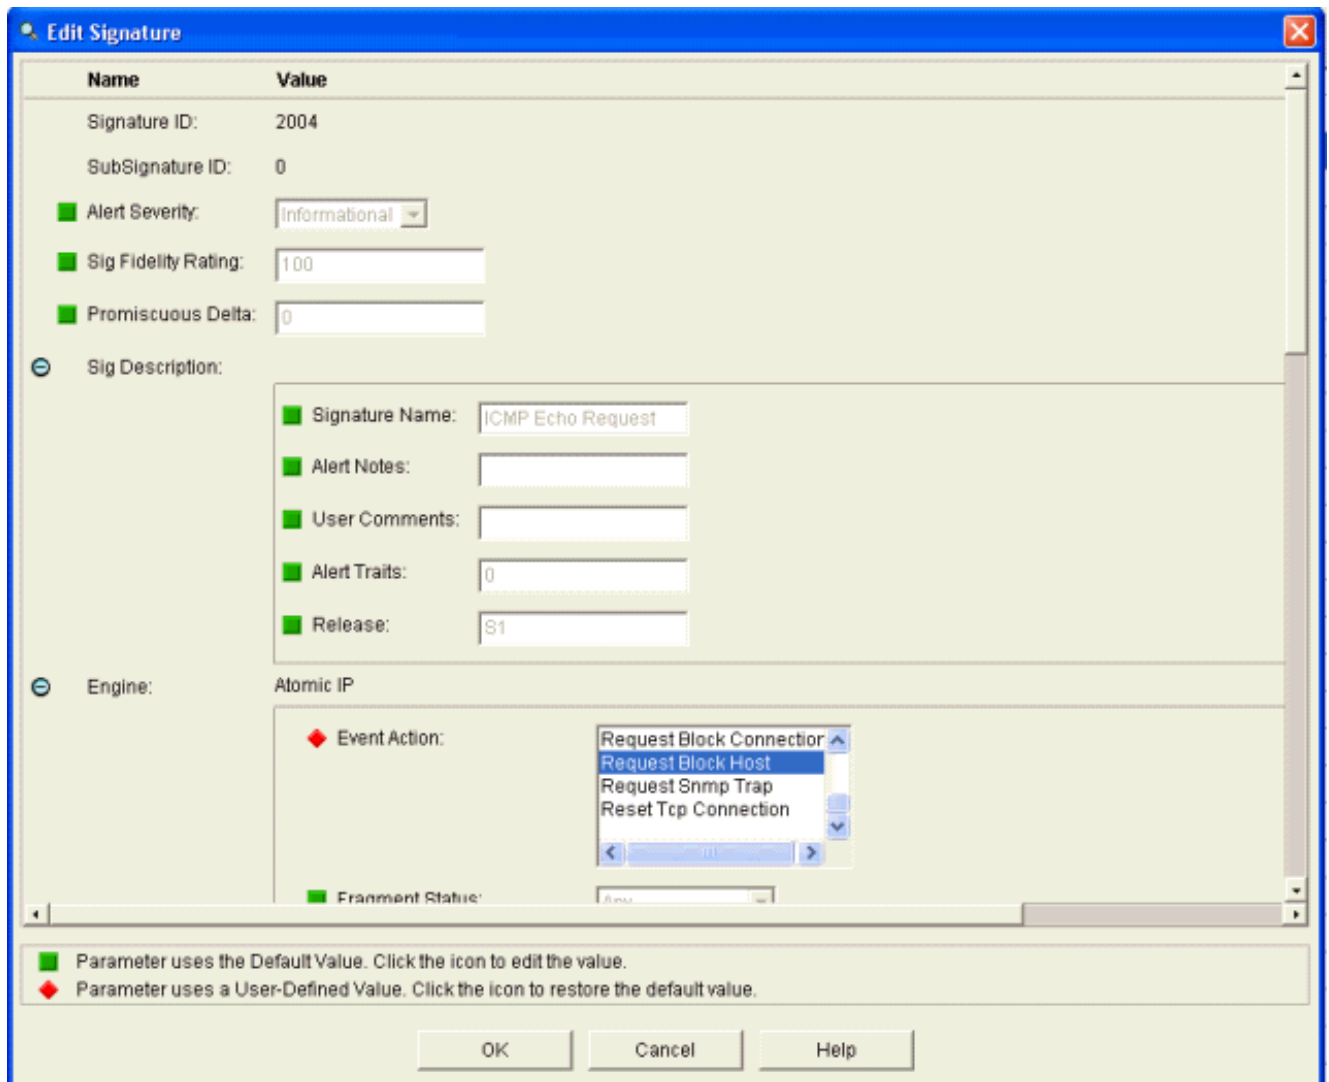 Edit Signature
Name Value
Signature ID: 2004
SubSignature ID: 0
Alert Severity: Informational
Sig Fidelity Rating: 100
Promiscuous Delta: 0
Sig Description:
Signature Name: ICMP Echo Request
Alert Notes:
User Comments:
Alert Traits: 0
Release: S1
Engine: Atomic IP
Event Action: Request Block Connection
Request Block Host
Request Snmp Trap
Reset Tcp Connection
Fragment Status: Any
Parameter uses the Default Value. Click the icon to edit the value.
Parameter uses a User-Defined Value. Click the icon to restore the default value.
OK Cancel Help